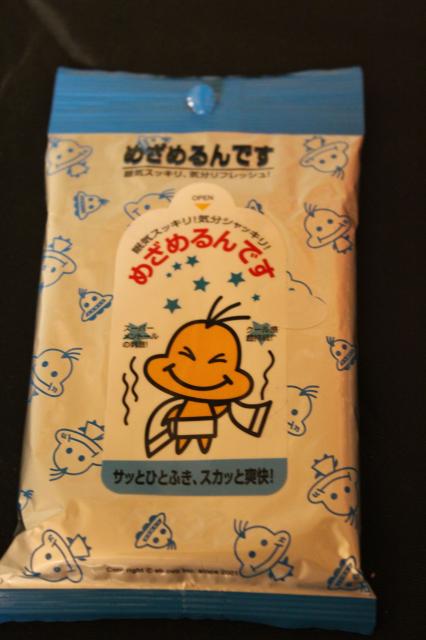 めざめるんです
眠気スッキリ、気分リフレッシュ!
OPEN
眠気スッキリ!気分シャッキリ!
めざめるんです
サッとひとふき、スカッと爽快!